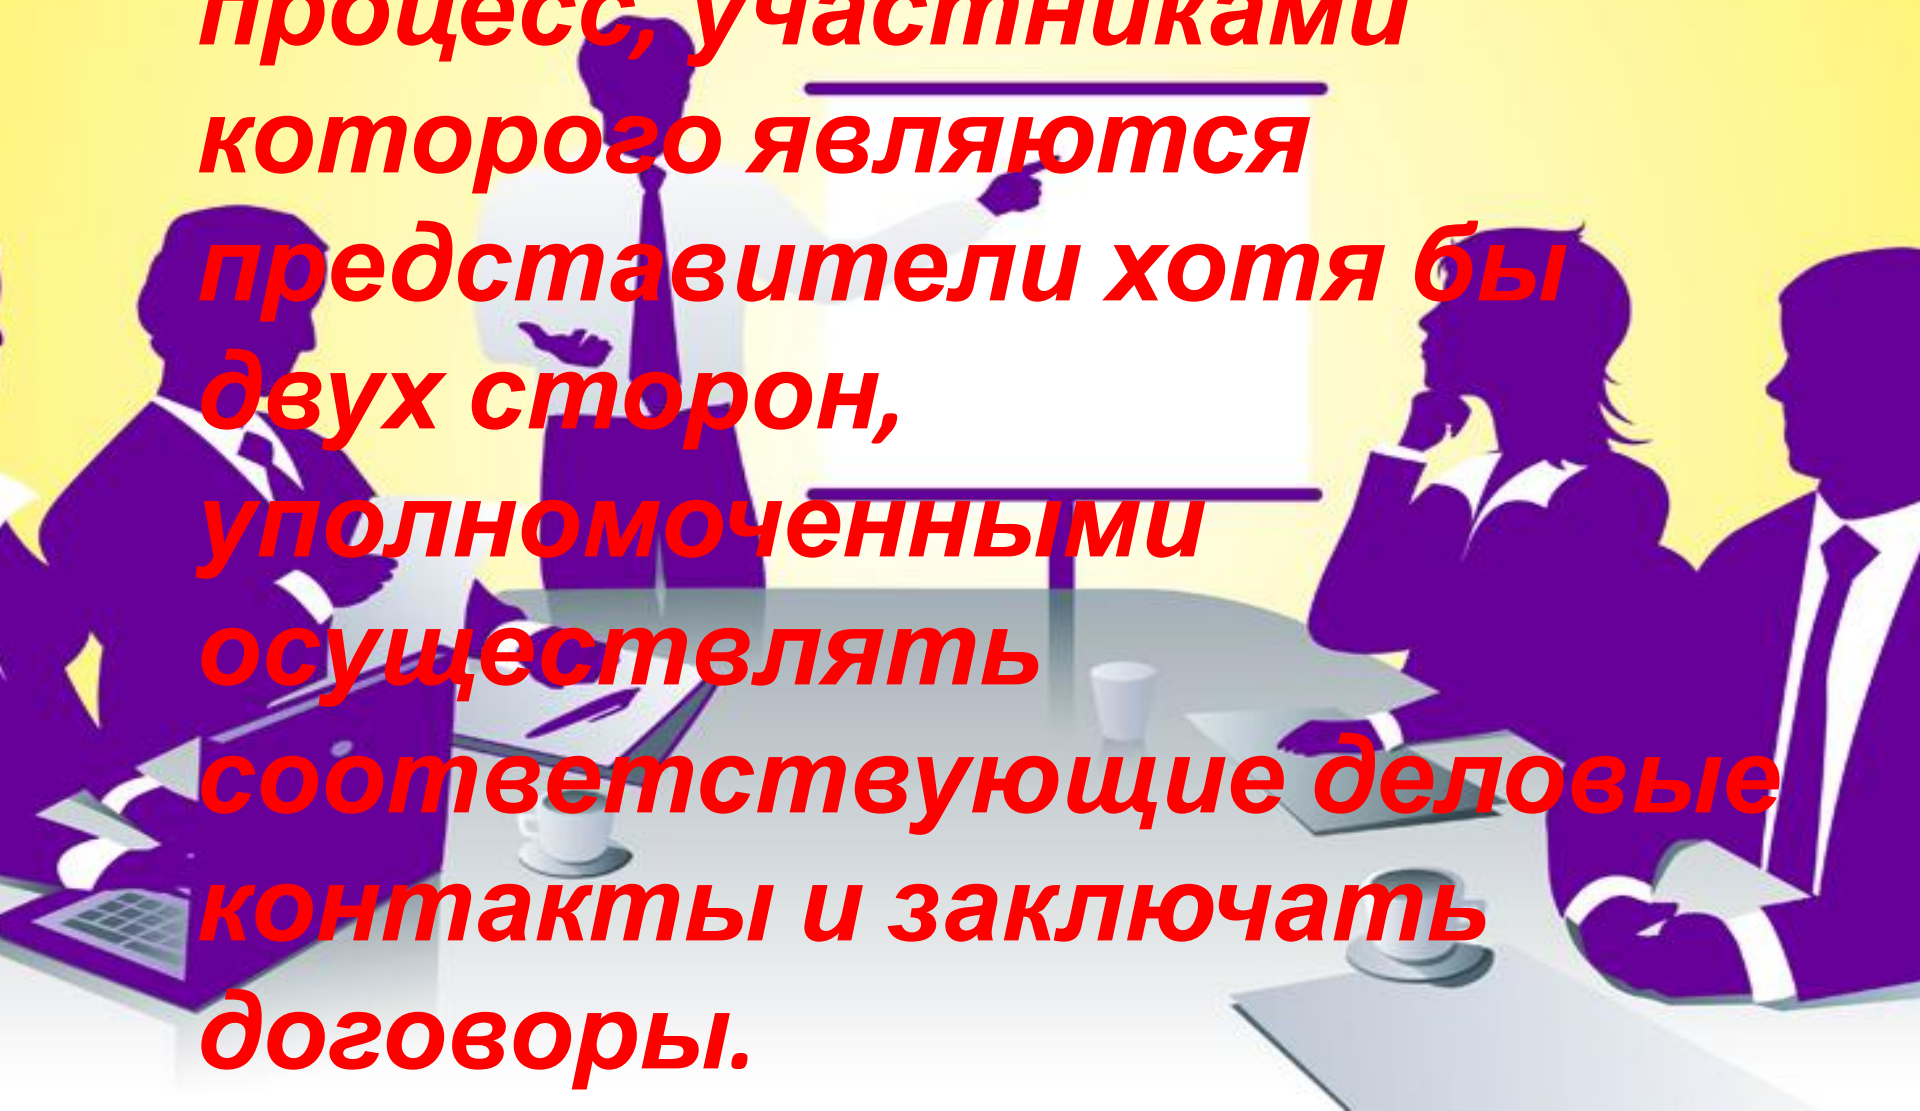 процесс, участниками
которого являются
представители хотя бы
двух сторон,
уполномоченными
осуществлять
соответствующие деловые
контакты и заключать
договоры.